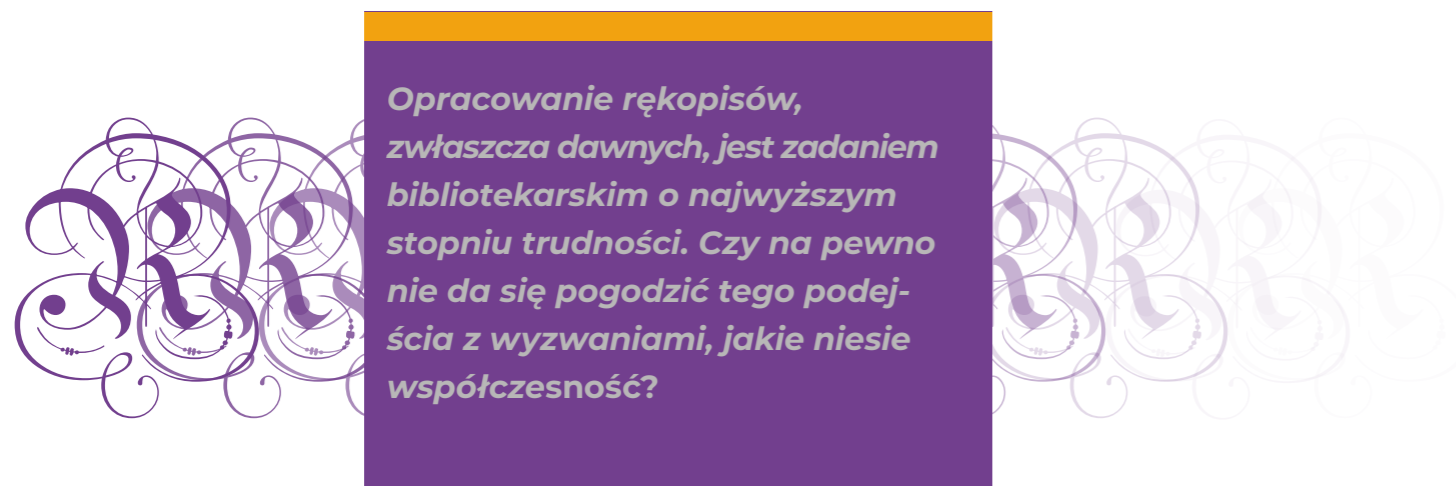 Opracowanie rękopisów,
zwłaszcza dawnych, jest zadaniem
bibliotekarskim o najwyższym
stopniu trudności. Czy na pewno
nie da się pogodzić tego podej-
ścia z wyzwaniami, jakie niesie
współczesność?